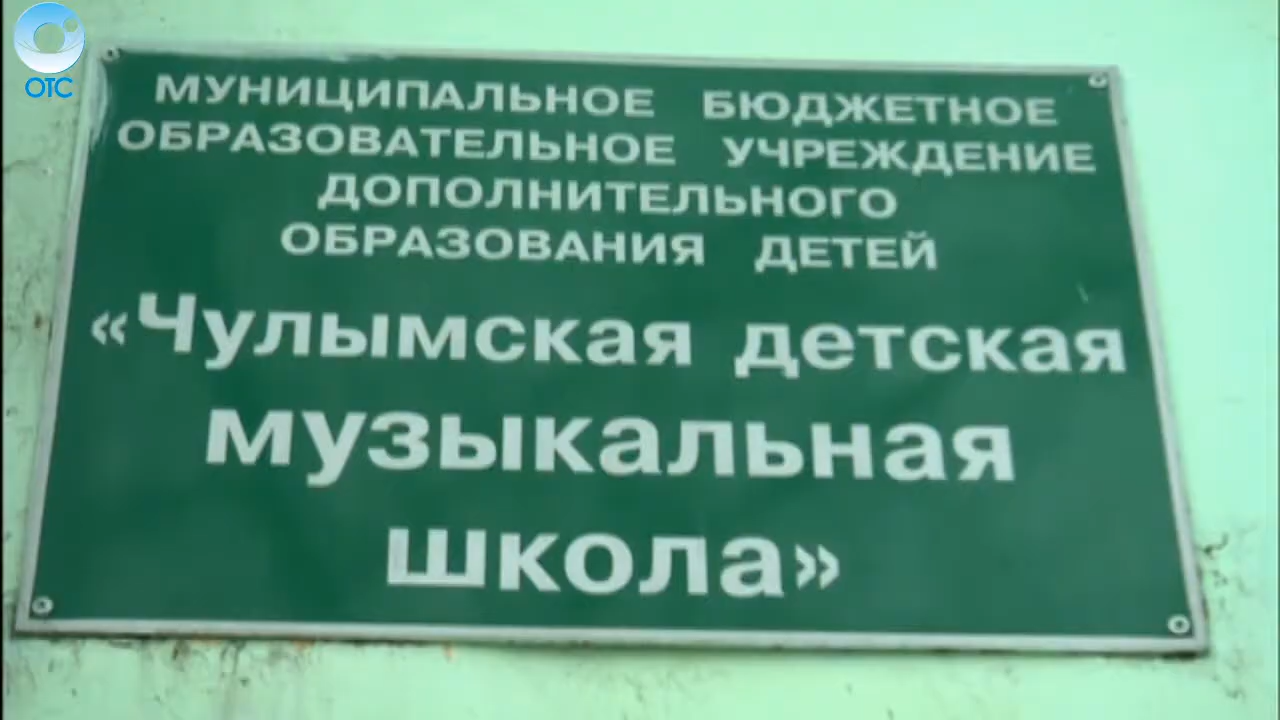 ОТС
МУНИЦИПАЛЬНОЕ БЮДЖЕТНОЕ
ОБРАЗОВАТЕЛЬНОЕ УЧРЕЖДЕНИЕ
ДОПОЛНИТЕЛЬНОГО
ОБРАЗОВАНИЯ ДЕТЕЙ
«Чулымская детская
музыкальная
школа»